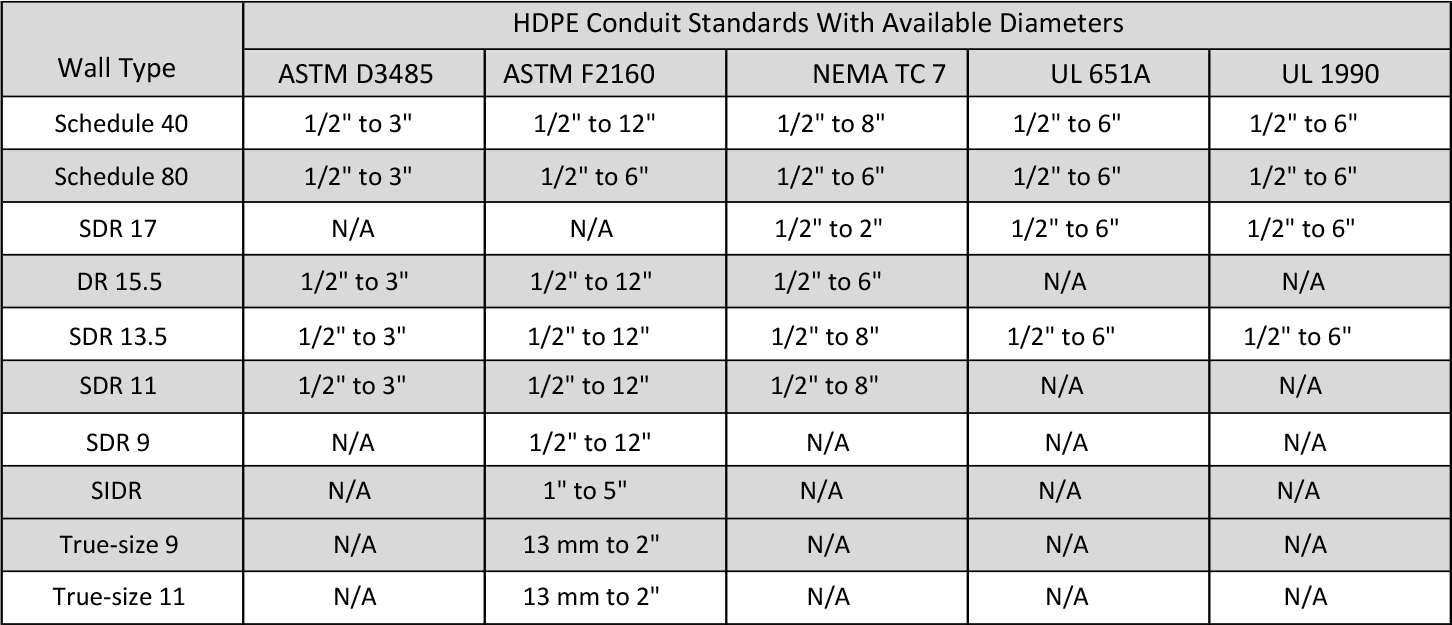 HDPE Conduit Standards With Available Diameters
Wall Type ASTM D3485 ASTM F2160 NEMA TC 7 UL 651A UL 1990
Schedule 40 1/2" to 3" 1/2" to 12" 1/2" to 8" 1/2" to 6" 1/2" to 6"
Schedule 80 1/2" to 3" 1/2" to 6" 1/2" to 6" 1/2" to 6" 1/2" to 6"
SDR 17 N/A N/A 1/2" to 2" 1/2" to 6" 1/2" to 6"
DR 15.5 1/2" to 3" 1/2" to 12" 1/2" to 6" N/A N/A
SDR 13.5 1/2" to 3" 1/2" to 12" 1/2" to 8" 1/2" to 6" 1/2" to 6"
SDR 11 1/2" to 3" 1/2" to 12" 1/2" to 8" N/A N/A
SDR 9 N/A 1/2" to 12" N/A N/A N/A
SIDR N/A 1" to 5" N/A N/A N/A
True-size 9 N/A 13 mm to 2" N/A N/A N/A
True-size 11 N/A 13 mm to 2" N/A N/A N/A